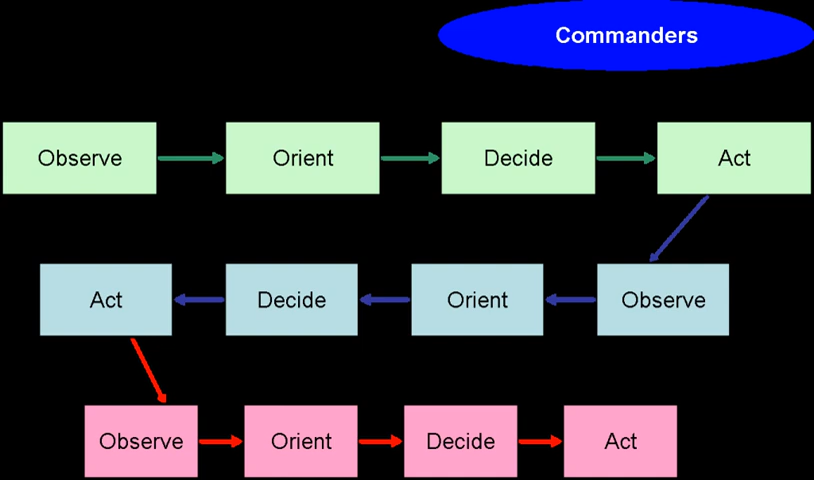 Commanders
Observe
Orient
Decide
Act
Act
Decide
Orient
Observe
Observe
Orient
Decide
Act